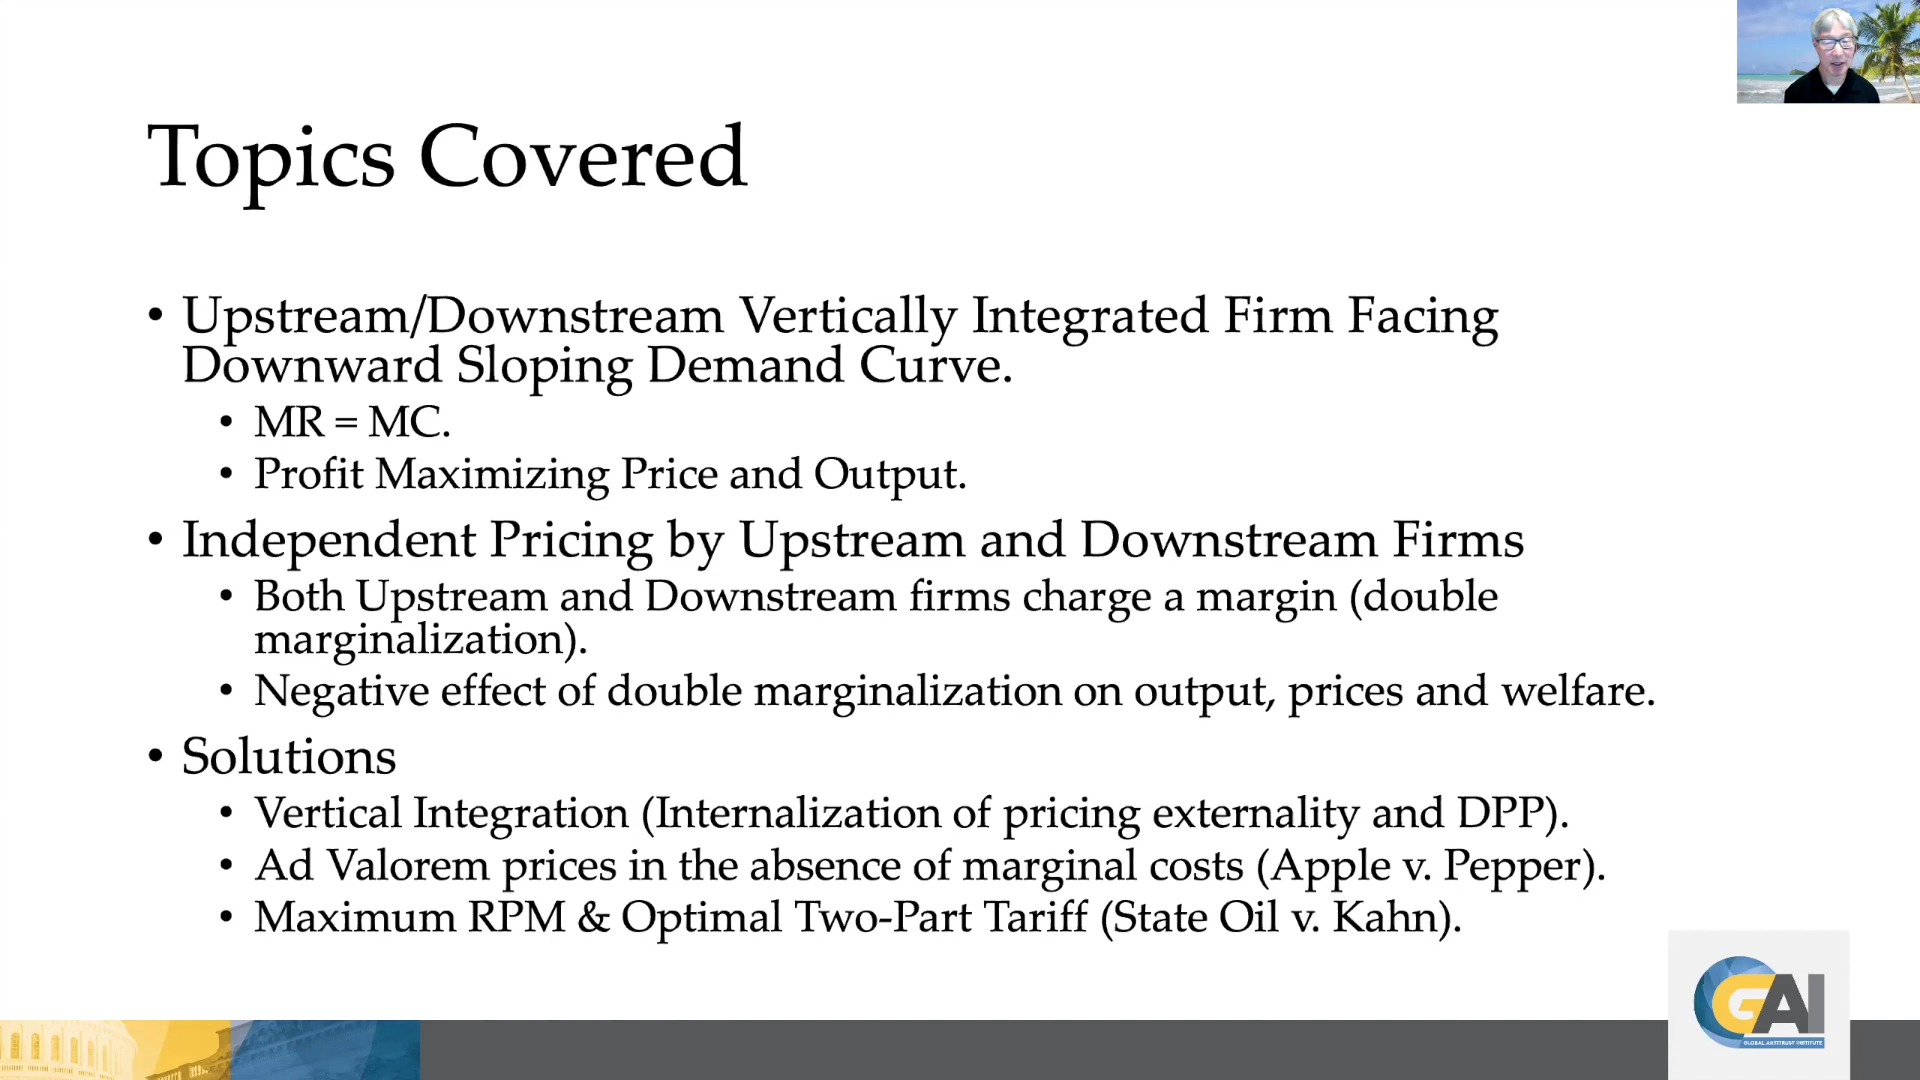 Topics Covered
• Upstream/Downstream Vertically Integrated Firm Facing
Downward Sloping Demand Curve.
• MR = MC.
• Profit Maximizing Price and Output.
• Independent Pricing by Upstream and Downstream Firms
• Both Upstream and Downstream firms charge a margin (double
marginalization).
• Negative effect of double marginalization on output, prices and welfare.
• Solutions
• Vertical Integration (Internalization of pricing externality and DPP).
• Ad Valorem prices in the absence of marginal costs (Apple v. Pepper).
• Maximum RPM & Optimal Two-Part Tariff (State Oil v. Kahn).
GAI
GLOBAL ANTITRUST INSTITUTE